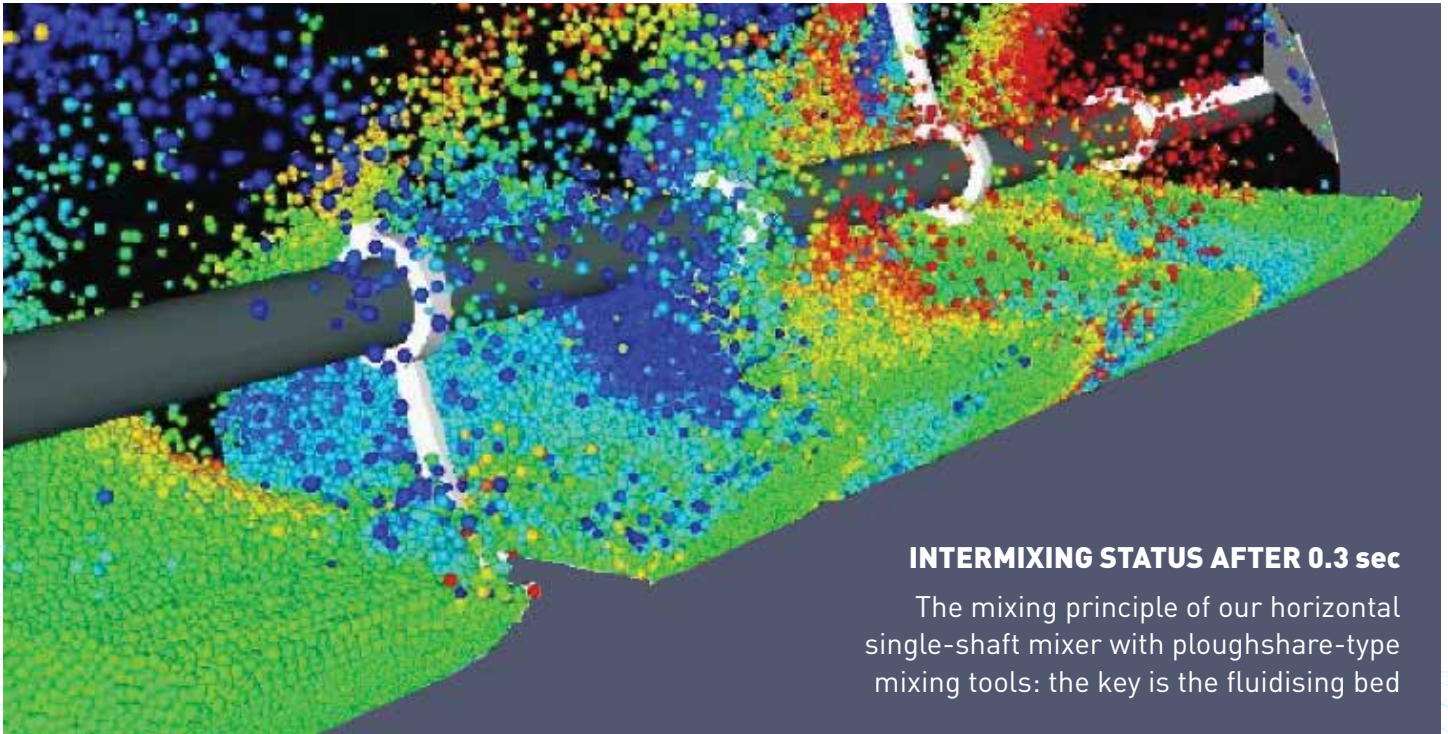 INTERMIXING STATUS AFTER 0.3 sec
The mixing principle of our horizontal
single-shaft mixer with ploughshare-type
mixing tools: the key is the fluidising bed